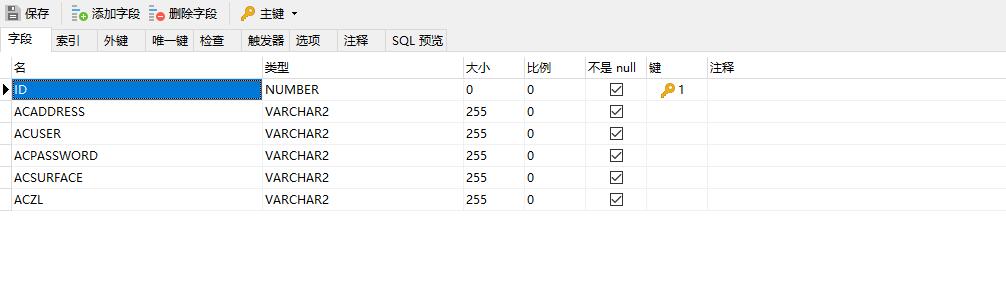 保存 添加字段 删除字段 主键
字段 索引 外键 唯一键 检查 触发器 选项 注释 SQL 预览
名 类型 大小 比例 不是 null 键 注释
ID NUMBER 0 0 1
ACADDRESS VARCHAR2 255 0
ACUSER VARCHAR2 255 0
ACPASSWORD VARCHAR2 255 0
ACSURFACE VARCHAR2 255 0
ACZL VARCHAR2 255 0